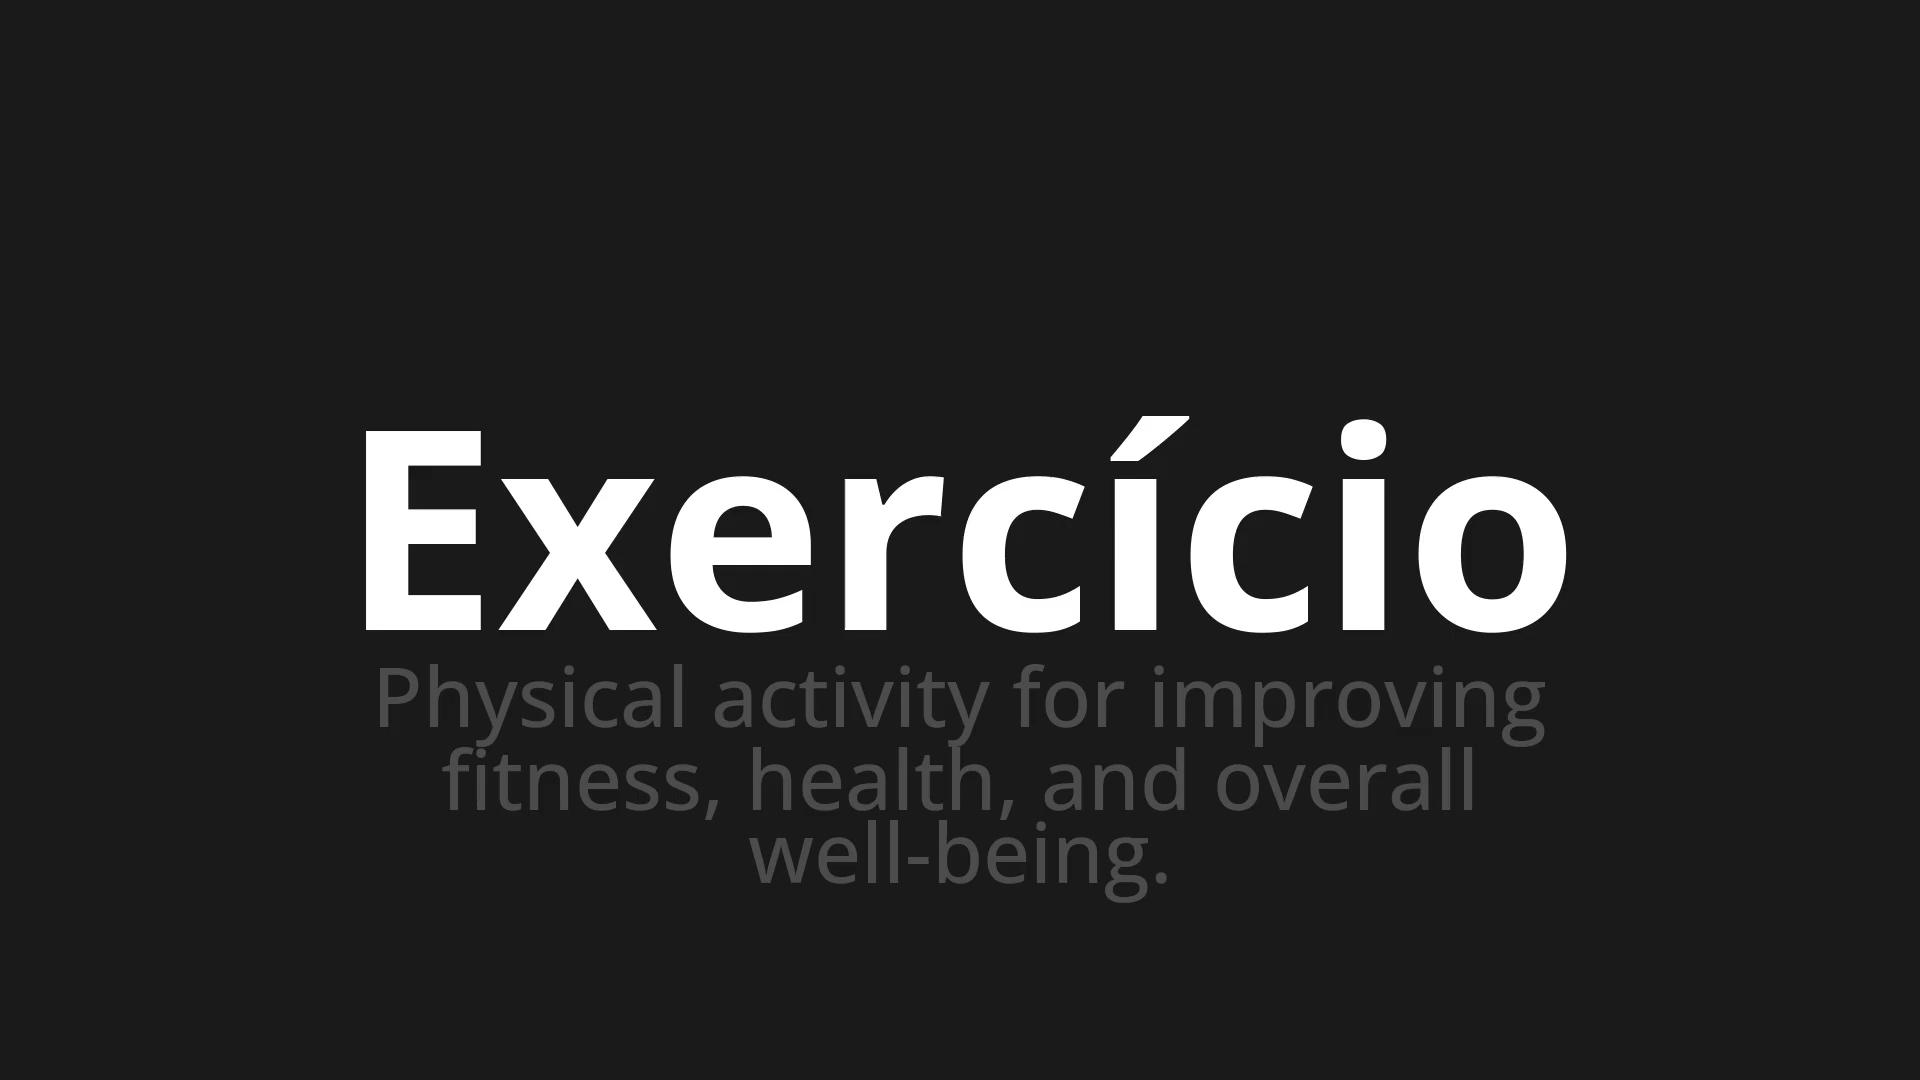 Exercício
Physical activity for improving
fitness, health, and overall
well-being.